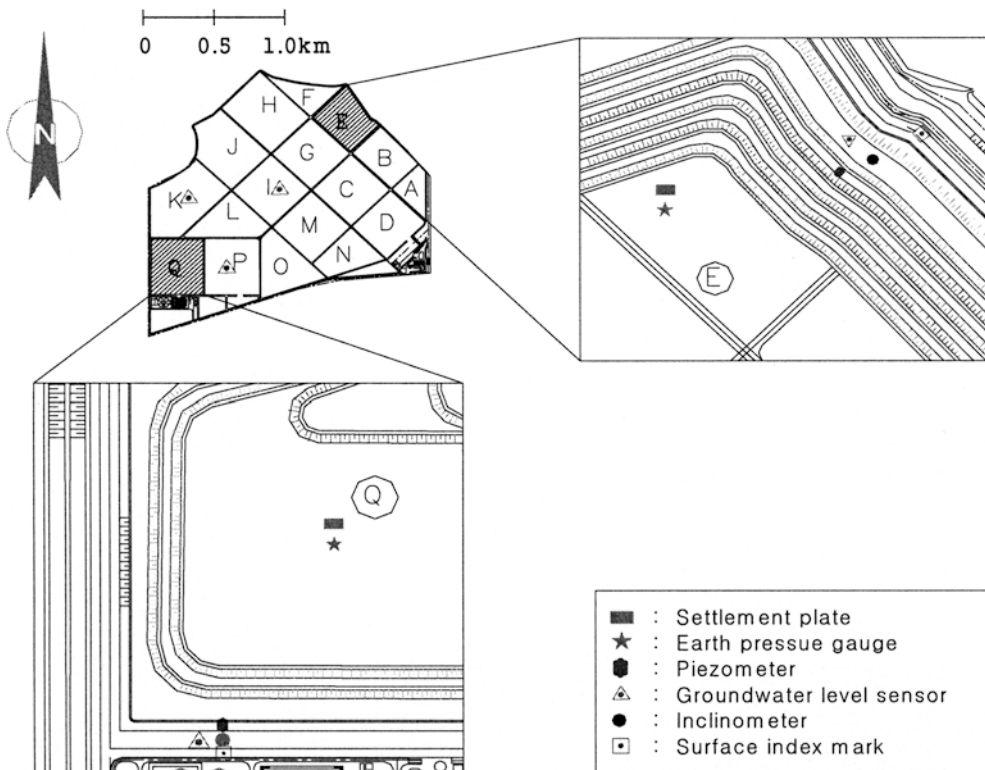 0 0.5 1.0km
N
H F
E
J G B
K I C A
L M D
Q P O N
E
Q
: Settlement plate
: Earth pressue gauge
: Piezometer
: Groundwater level sensor
: Inclinometer
: Surface index mark